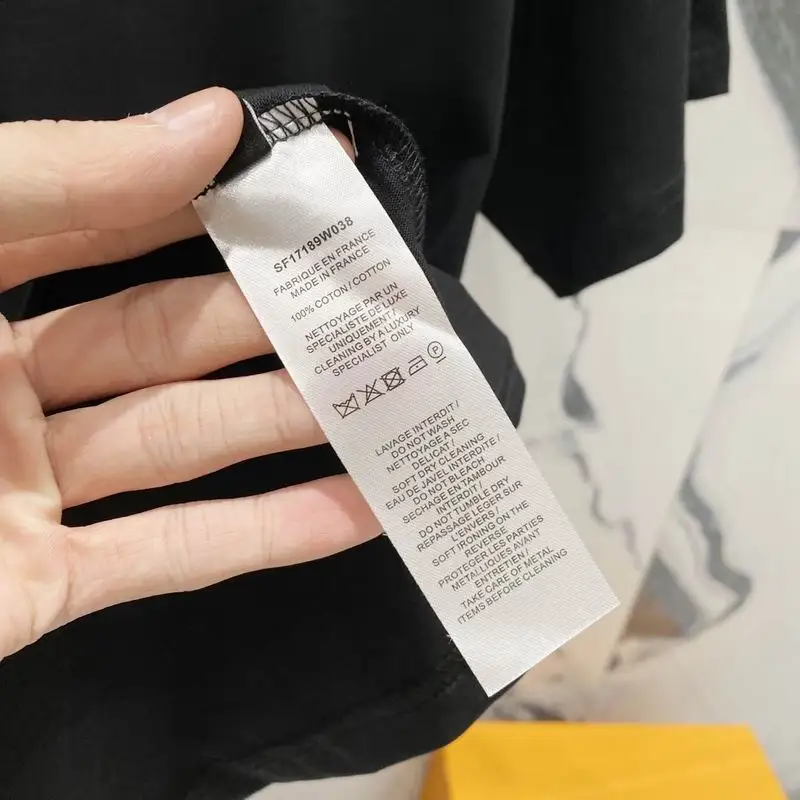 SF17189W038
FABRIQUE EN FRANCE
MADE IN FRANCE
100% COTON / COTTON
NETTOYAGE PAR UN
SPECIALISTE DE LUXE
UNIQUEMENT /
CLEANING BY A LUXURY
SPECIALIST ONLY
P
LAVAGE INTERDIT /
DO NOT WASH
NETTOYAGE A SEC
DELICAT /
SOFT DRY CLEANING
EAU DE JAVEL INTERDITE /
DO NOT BLEACH
SECHAGE EN TAMBOUR
INTERDIT /
DO NOT TUMBLE DRY
REPASSAGE LEGER SUR
L'ENVERS /
SOFT IRONING ON THE
REVERSE
PROTEGER LES PARTIES
METALLIQUES AVANT
ENTRETIEN /
TAKE CARE OF METAL
ITEMS BEFORE CLEANING